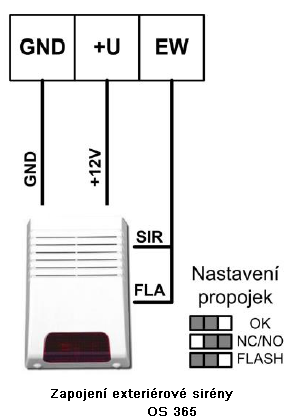 GND +U EW
GND
+12V
SIR
FLA
Nastavení
propojek
OK
NC/NO
FLASH
Zapojení exteriérové sirény
OS 365